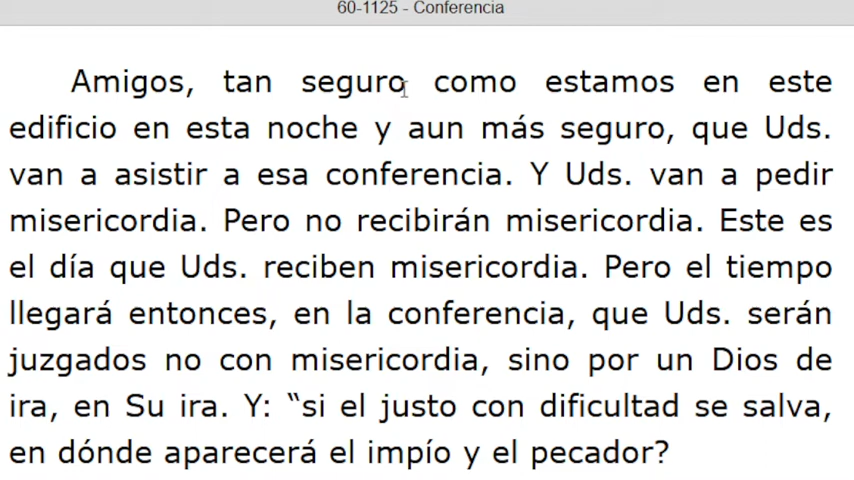 60-1125 - Conferencia
Amigos, tan seguro como estamos en este
edificio en esta noche y aun más seguro, que Uds.
van a asistir a esa conferencia. Y Uds. van a pedir
misericordia. Pero no recibirán misericordia. Este es
el día que Uds. reciben misericordia. Pero el tiempo
llegará entonces, en la conferencia, que Uds. serán
juzgados no con misericordia, sino por un Dios de
ira, en Su ira. Y: “si el justo con dificultad se salva,
en dónde aparecerá el impío y el pecador?